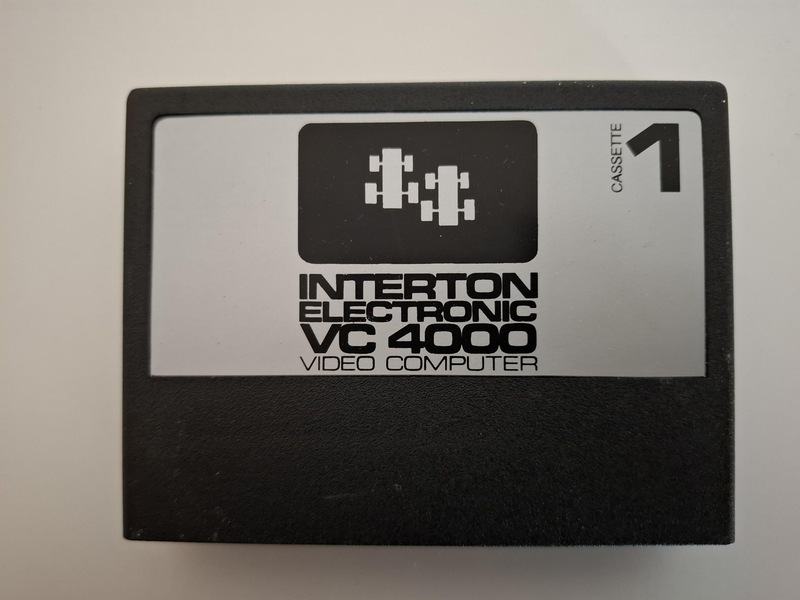 CASSETTE 1
INTERTON
ELECTRONIC
VC 4000
VIDEO COMPUTER